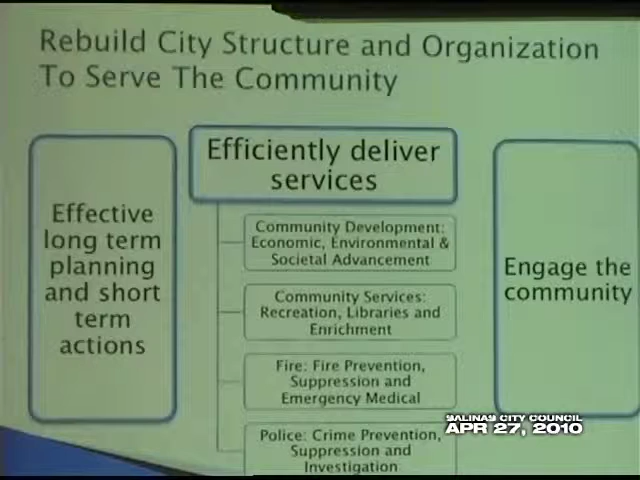 Rebuild City Structure and Organization
To Serve The Community
Effective
long term
planning
and short
term
actions
Efficiently deliver
services
Community Development:
Economic, Environmental &
Societal Advancement
Community Services:
Recreation, Libraries and
Enrichment
Fire: Fire Prevention,
Suppression and
Emergency Medical
Police: Crime Prevention,
Suppression and
Investigation
Engage the
community
SALINAS CITY COUNCIL
APR 27, 2010